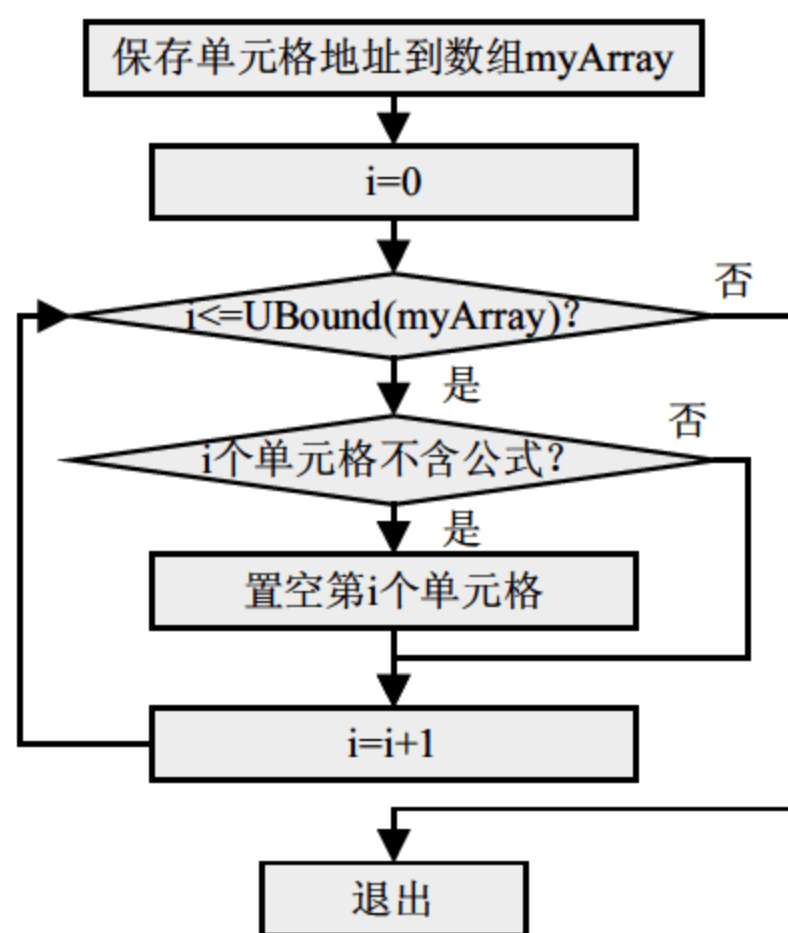 保存单元格地址到数组myArray
i=0
i<=UBound(myArray)?
否
是
i个单元格不含公式?
否
是
置空第i个单元格
i=i+1
退出